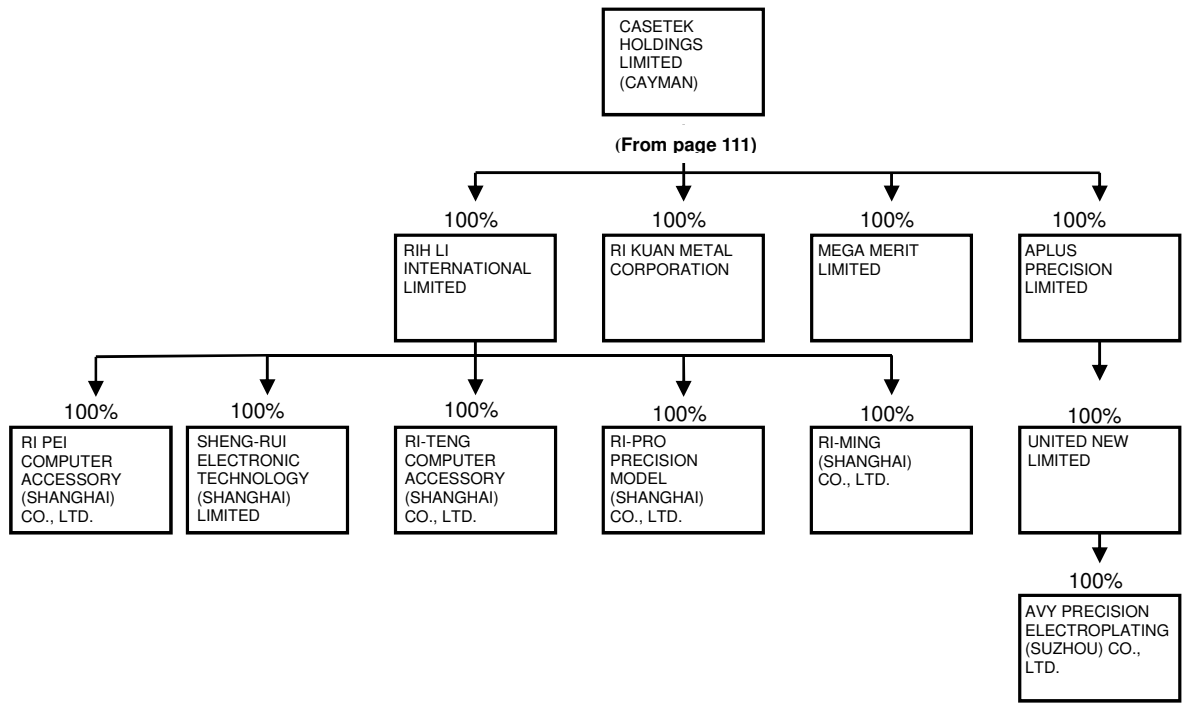 CASETEK
HOLDINGS
LIMITED
(CAYMAN)
(From page 111)
100%
100%
100%
100%
RIH LI
INTERNATIONAL
LIMITED
RI KUAN METAL
CORPORATION
MEGA MERIT
LIMITED
APLUS
PRECISION
LIMITED
100%
100%
100%
100%
100%
100%
RI PEI
COMPUTER
ACCESSORY
(SHANGHAI)
CO., LTD.
SHENG-RUI
ELECTRONIC
TECHNOLOGY
(SHANGHAI)
LIMITED
RI-TENG
COMPUTER
ACCESSORY
(SHANGHAI)
CO., LTD.
RI-PRO
PRECISION
MODEL
(SHANGHAI)
CO., LTD.
RI-MING
(SHANGHAI)
CO., LTD.
UNITED NEW
LIMITED
100%
AVY PRECISION
ELECTROPLATING
(SUZHOU) CO.,
LTD.